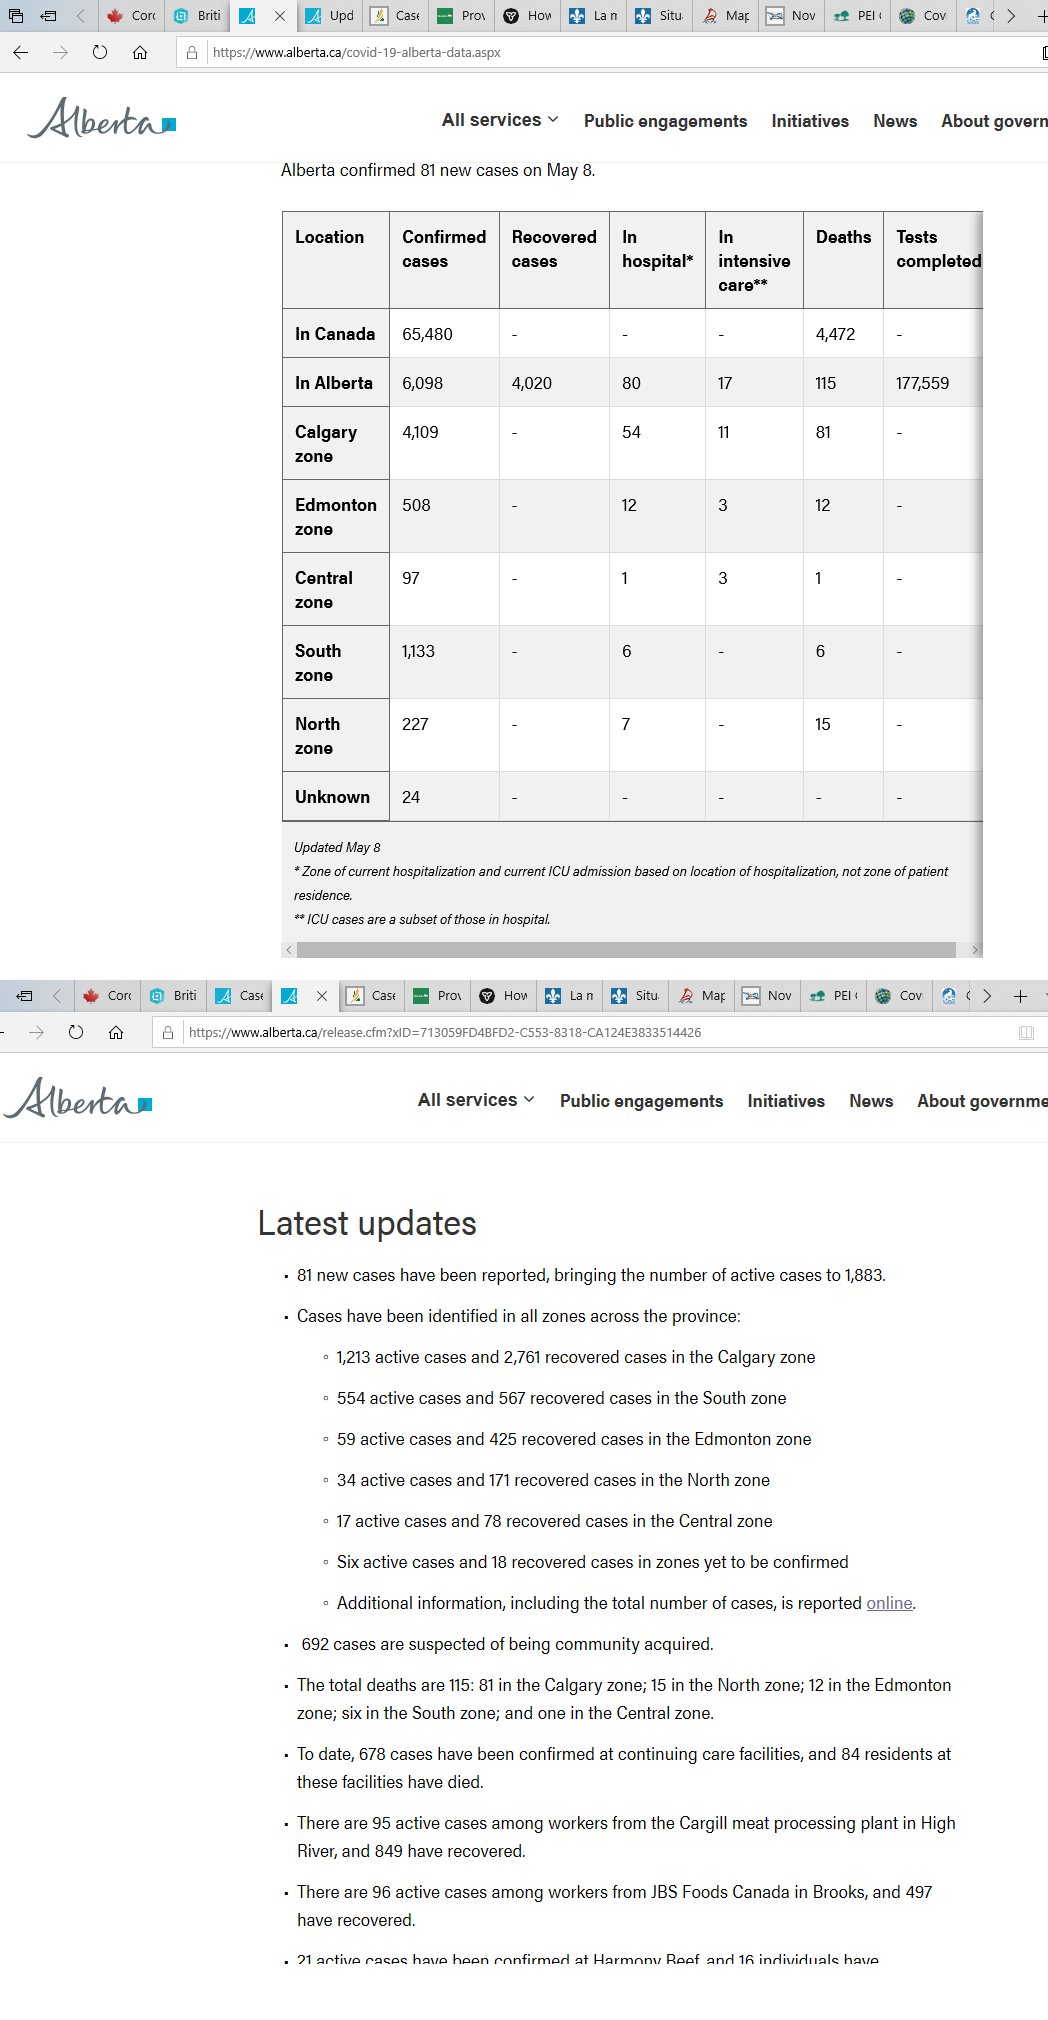 Corc Briti Upd Case Prov How La m Situ Map Nov PEI Cov
https://www.alberta.ca/covid-19-alberta-data.aspx
Alberta All services Public engagements Initiatives News About govern
Alberta confirmed 81 new cases on May 8.
Location Confirmed cases Recovered cases In hospital* In intensive care** Deaths Tests completed
In Canada 65,480 - - - 4,472 -
In Alberta 6,098 4,020 80 17 115 177,559
Calgary zone 4,109 - 54 11 81 -
Edmonton zone 508 - 12 3 12 -
Central zone 97 - 1 3 1 -
South zone 1,133 - 6 - 6 -
North zone 227 - 7 - 15 -
Unknown 24 - - - - -
Updated May 8
* Zone of current hospitalization and current ICU admission based on location of hospitalization, not zone of patient
residence.
** ICU cases are a subset of those in hospital.
Corc Briti Case Case Prov How La m Situ Map Nov PEI Cov
https://www.alberta.ca/release.cfm?xID=713059FD4BFD2-C553-8318-CA124E3833514426
Alberta All services Public engagements Initiatives News About governme
Latest updates
▪ 81 new cases have been reported, bringing the number of active cases to 1,883.
▪ Cases have been identified in all zones across the province:
▫ 1,213 active cases and 2,761 recovered cases in the Calgary zone
▫ 554 active cases and 567 recovered cases in the South zone
▫ 59 active cases and 425 recovered cases in the Edmonton zone
▫ 34 active cases and 171 recovered cases in the North zone
▫ 17 active cases and 78 recovered cases in the Central zone
▫ Six active cases and 18 recovered cases in zones yet to be confirmed
▫ Additional information, including the total number of cases, is reported online.
▪ 692 cases are suspected of being community acquired.
▪ The total deaths are 115: 81 in the Calgary zone; 15 in the North zone; 12 in the Edmonton
zone; six in the South zone; and one in the Central zone.
▪ To date, 678 cases have been confirmed at continuing care facilities, and 84 residents at
these facilities have died.
▪ There are 95 active cases among workers from the Cargill meat processing plant in High
River, and 849 have recovered.
▪ There are 96 active cases among workers from JBS Foods Canada in Brooks, and 497
have recovered.
▪ 21 active cases have been confirmed at Harmony Beef, and 16 individuals have